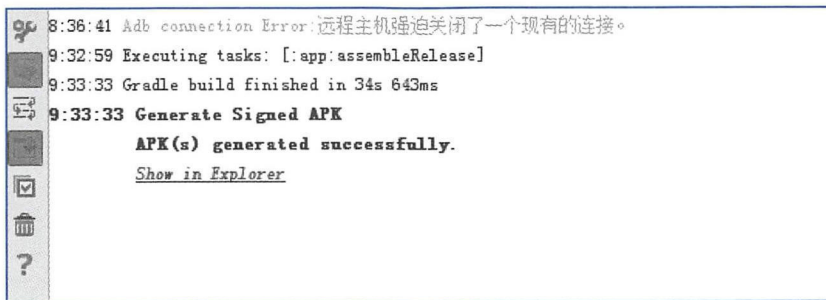 8:36:41 Adb connection Error:远程主机强迫关闭了一个现有的连接。
9:32:59 Executing tasks: [:app:assembleRelease]
9:33:33 Gradle build finished in 34s 643ms
9:33:33 Generate Signed APK
APK(s) generated successfully.
Show in Explorer